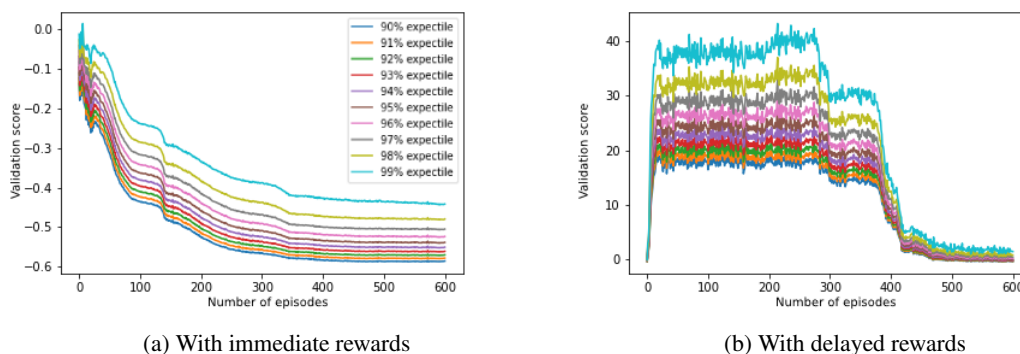 0.0
−0.1
−0.2
−0.3
−0.4
−0.5
−0.6
Validation score
0 100 200 300 400 500 600
Number of episodes
90% expectile
91% expectile
92% expectile
93% expectile
94% expectile
95% expectile
96% expectile
97% expectile
98% expectile
99% expectile
(a) With immediate rewards
40
30
20
10
0
Validation score
0 100 200 300 400 500 600
Number of episodes
(b) With delayed rewards